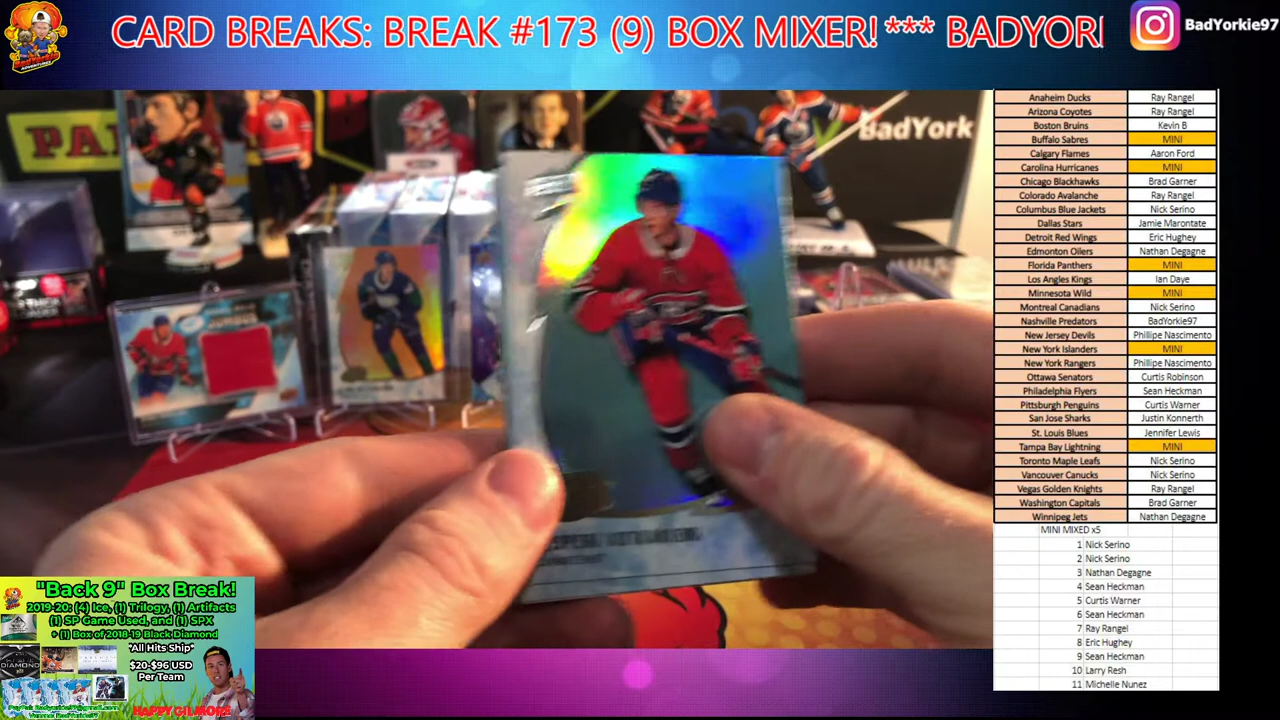 CARD BREAKS: BREAK #173 (9) BOX MIXER! *** BADYORI
BadYorkie97
BadYork
Anaheim Ducks Ray Rangel
Arizona Coyotes Ray Rangel
Boston Bruins Kevin B
Buffalo Sabres MINI
Calgary Flames Aaron Ford
Carolina Hurricanes MINI
Chicago Blackhawks Brad Garner
Colorado Avalanche Ray Rangel
Columbus Blue Jackets Nick Serino
Dallas Stars Jamie Marontate
Detroit Red Wings Eric Hughey
Edmonton Oilers Nathan Degagne
Florida Panthers MINI
Los Angeles Kings Ian Daye
Minnesota Wild MINI
Montreal Canadians Nick Serino
Nashville Predators BadYorkie97
New Jersey Devils Phillipe Nascimento
New York Islanders MINI
New York Rangers Phillipe Nascimento
Ottawa Senators Curtis Robinson
Philadelphia Flyers Sean Heckman
Pittsburgh Penguins Curtis Warner
San Jose Sharks Justin Konnerth
St. Louis Blues Jennifer Lewis
Tampa Bay Lightning MINI
Toronto Maple Leafs Nick Serino
Vancouver Canucks Nick Serino
Vegas Golden Knights Ray Rangel
Washington Capitals Brad Garner
Winnipeg Jets Nathan Degagne
MINI MIXED x5
1 Nick Serino
2 Nick Serino
3 Nathan Degagne
4 Sean Heckman
5 Curtis Warner
6 Sean Heckman
7 Ray Rangel
8 Eric Hughey
9 Sean Heckman
10 Larry Resh
11 Michelle Nunez
"Back 9" Box Break!
2019-20: (4) Ice, (1) Trilogy, (1) Artifacts
(1) SP Game Used, and (1) SPX
+ (1) Box of 2018-19 Black Diamond
*All Hits Ship*
$20-$96 USD
Per Team
HAPPY GILMORE